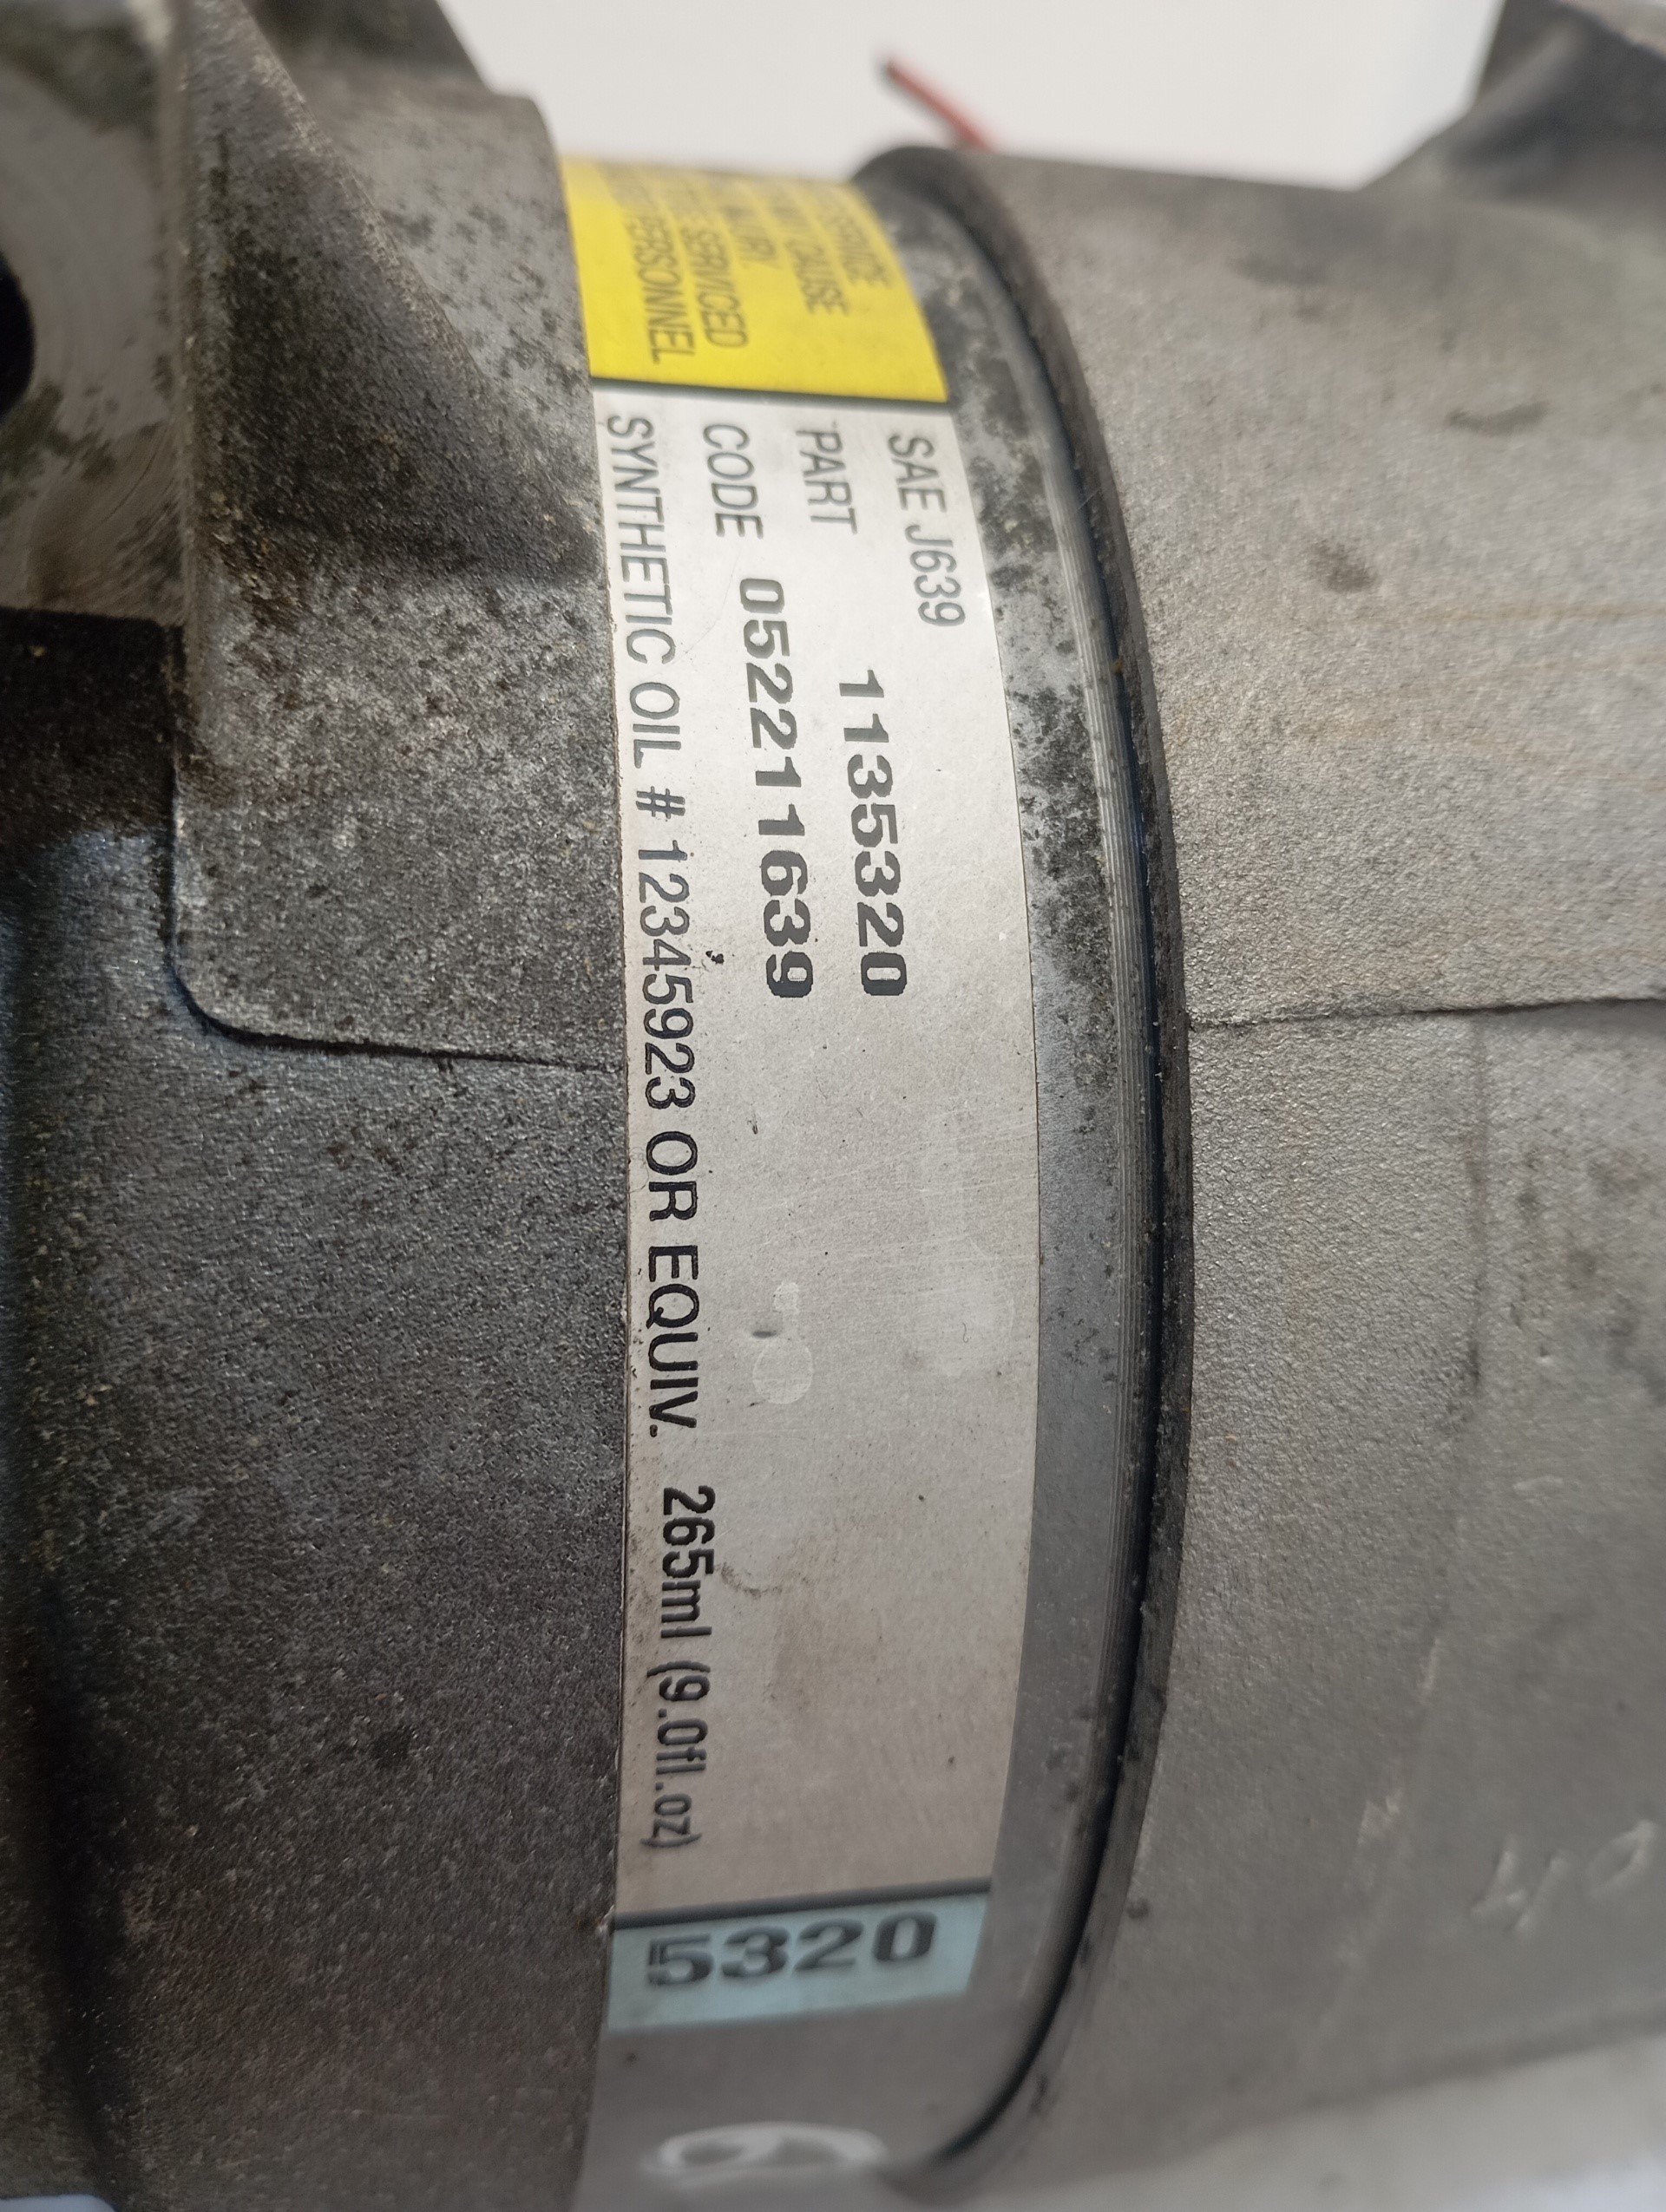 CAUSE
INJURY.
SERVICED
PERSONNEL
SAE J639
PART 1135320
CODE 052211639
SYNTHETIC OIL # 12345923 OR EQUIV. 265ml (9.0fl.oz)
5320